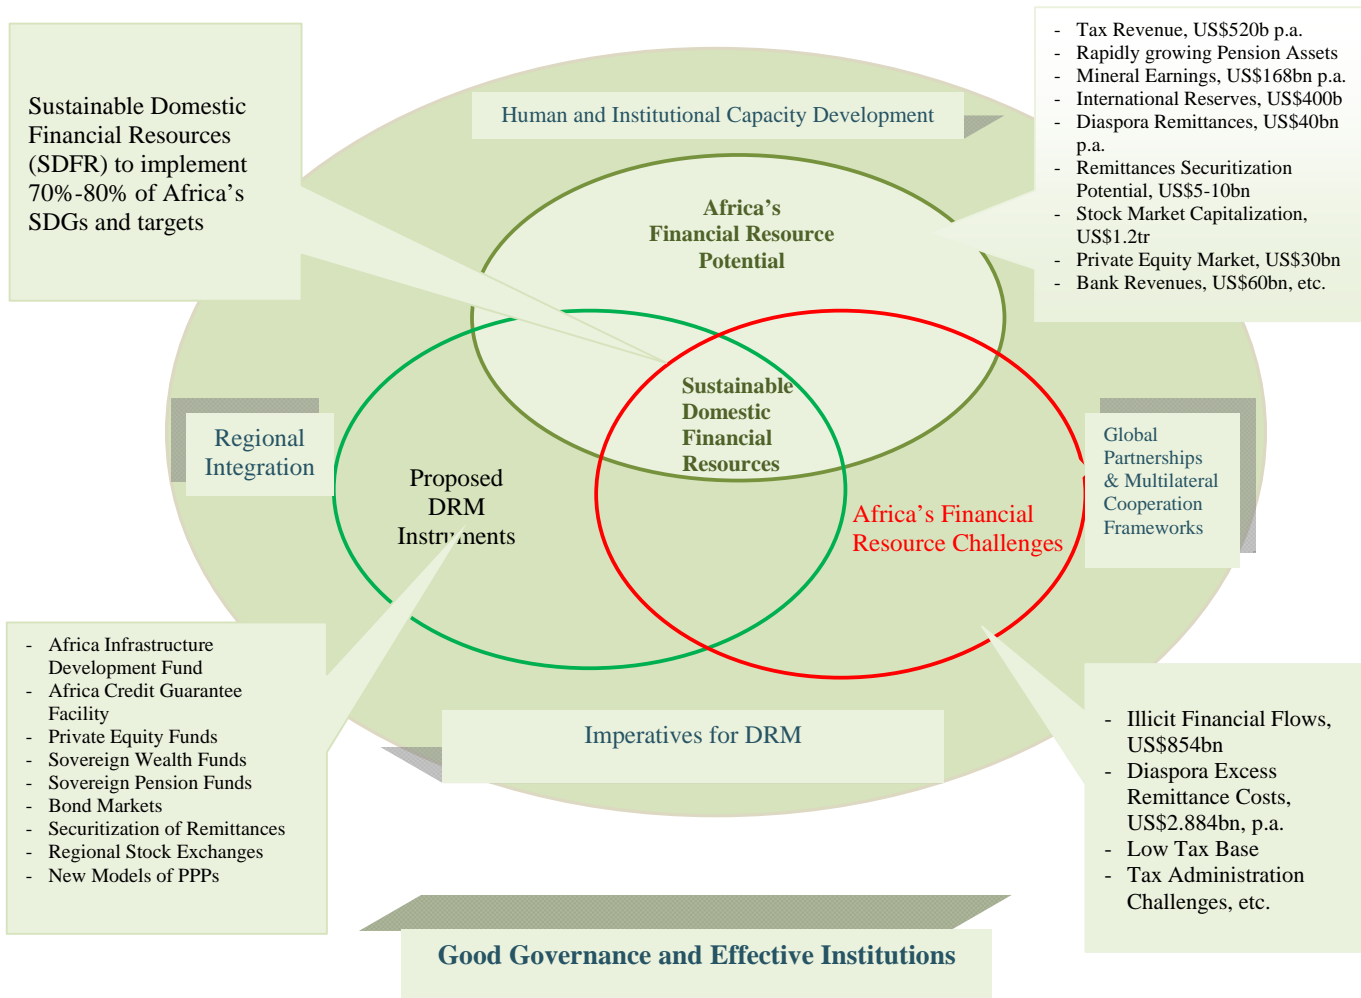 Sustainable Domestic
Financial Resources
(SDFR) to implement
70%-80% of Africa’s
SDGs and targets
Human and Institutional Capacity Development
- Tax Revenue, US$520b p.a.
- Rapidly growing Pension Assets
- Mineral Earnings, US$168bn p.a.
- International Reserves, US$400b
- Diaspora Remittances, US$40bn
p.a.
- Remittances Securitization
Potential, US$5-10bn
- Stock Market Capitalization,
US$1.2tr
- Private Equity Market, US$30bn
- Bank Revenues, US$60bn, etc.
Africa’s
Financial Resource
Potential
Sustainable
Domestic
Financial
Resources
Regional
Integration
Proposed
DRM
Instruments
Africa’s Financial
Resource Challenges
Global
Partnerships
& Multilateral
Cooperation
Frameworks
- Africa Infrastructure
Development Fund
- Africa Credit Guarantee
Facility
- Private Equity Funds
- Sovereign Wealth Funds
- Sovereign Pension Funds
- Bond Markets
- Securitization of Remittances
- Regional Stock Exchanges
- New Models of PPPs
Imperatives for DRM
- Illicit Financial Flows,
US$854bn
- Diaspora Excess
Remittance Costs,
US$2.884bn, p.a.
- Low Tax Base
- Tax Administration
Challenges, etc.
Good Governance and Effective Institutions